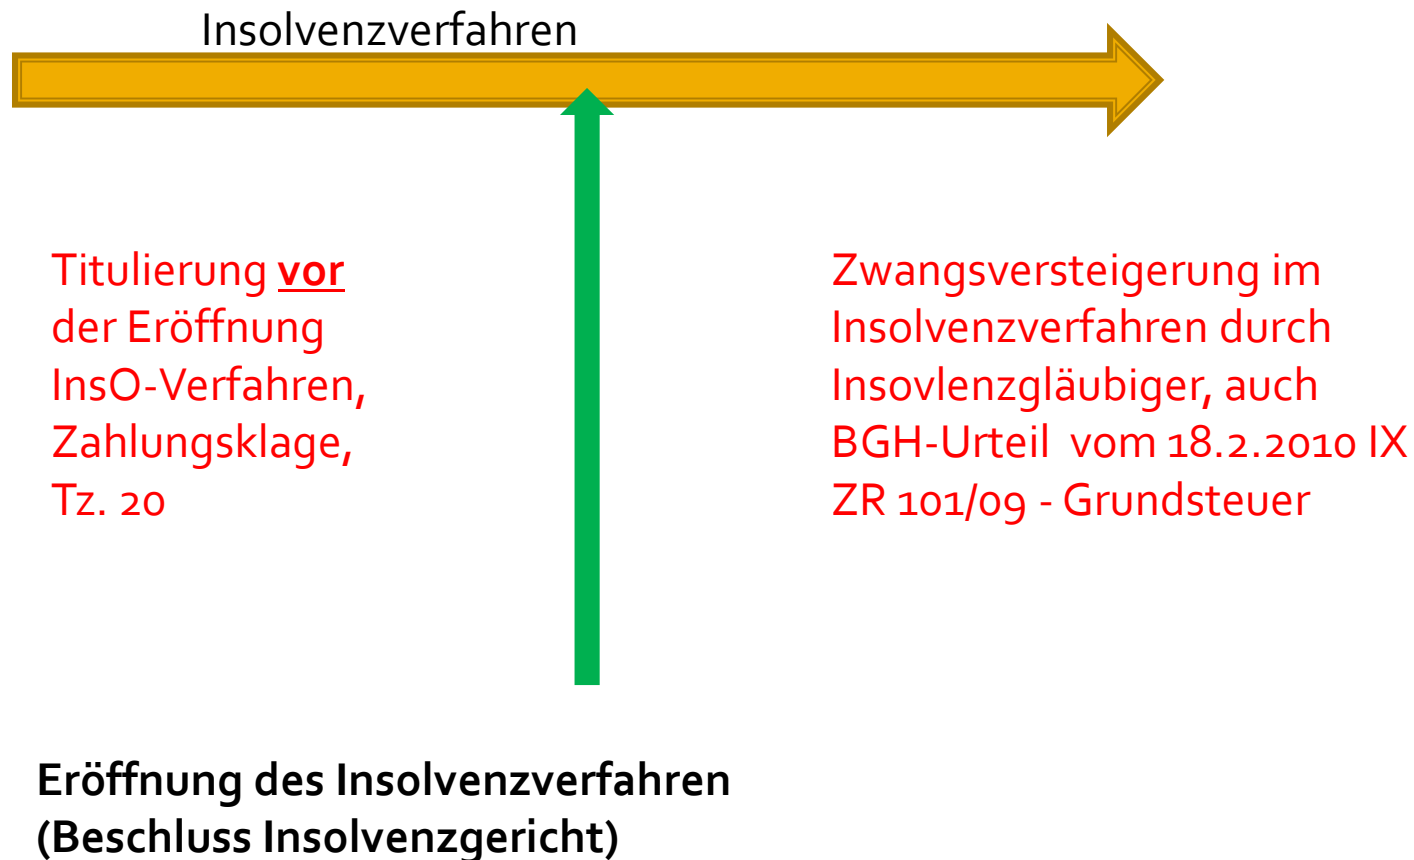 Insolvenzverfahren
Titulierung vor
der Eröffnung
InsO-Verfahren,
Zahlungsklage,
Tz. 20
Zwangsversteigerung im
Insolvenzverfahren durch
Insovlenzgläubiger, auch
BGH-Urteil vom 18.2.2010 IX
ZR 101/09 - Grundsteuer
Eröffnung des Insolvenzverfahren
(Beschluss Insolvenzgericht)